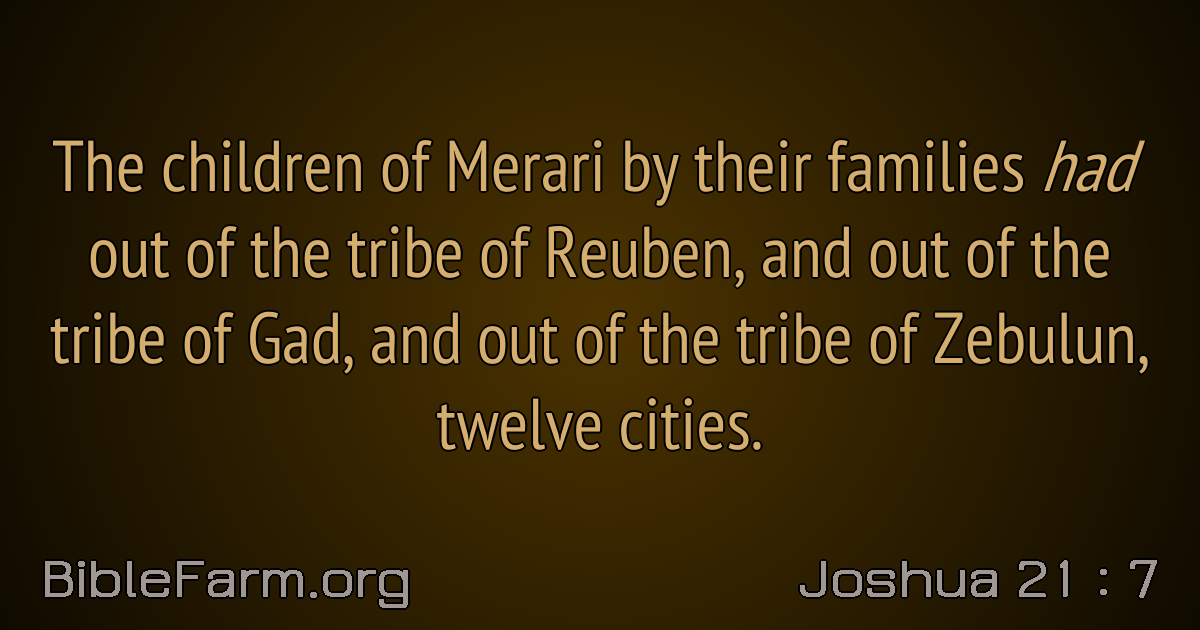 The children of Merari by their families had
out of the tribe of Reuben, and out of the
tribe of Gad, and out of the tribe of Zebulun,
twelve cities.
BibleFarm.org
Joshua 21 : 7